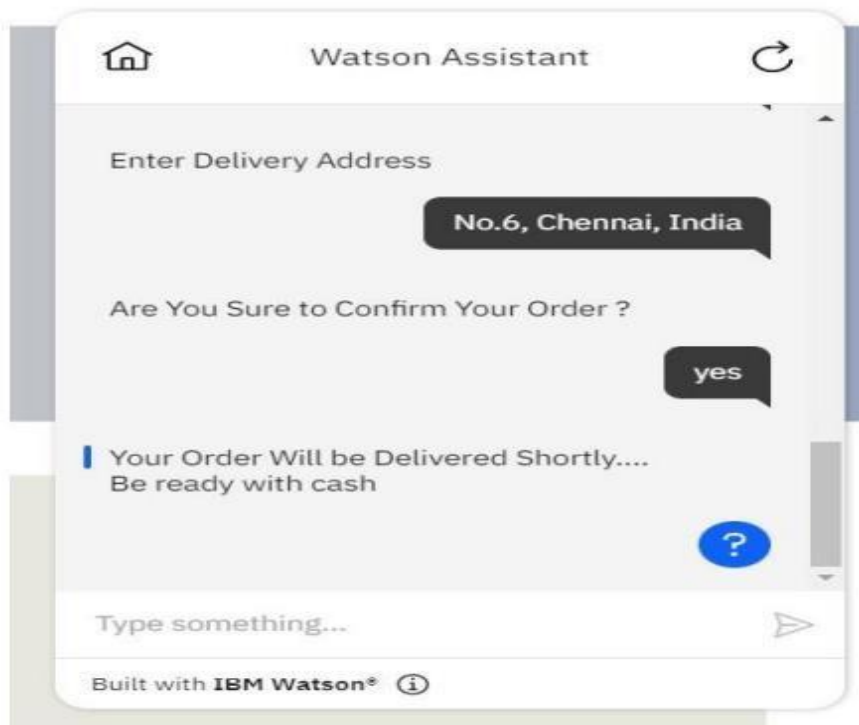 Watson Assistant
Enter Delivery Address
No.6, Chennai, India
Are You Sure to Confirm Your Order ?
yes
Your Order Will be Delivered Shortly....
Be ready with cash
?
Type something...
Built with IBM Watson®